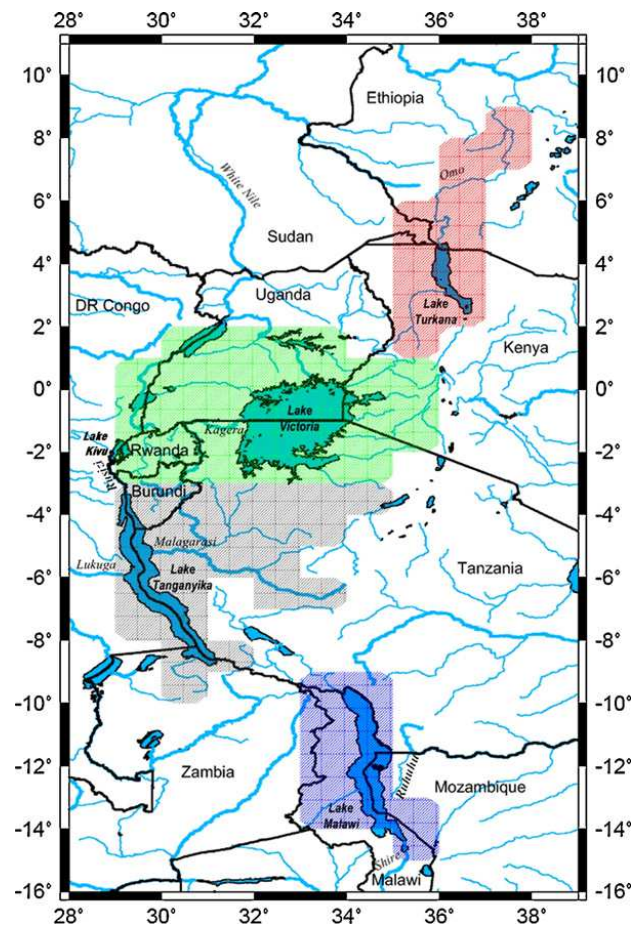 28 30 32 34 36 38
10° 10°
Ethiopia
8° 8°
Omo
White Nile
6° 6°
Sudan
4° 4°
Uganda
DR Congo
Lake
Turkana
2° 2°
Kenya
0° 0°
Lake
Victoria
Kagera
Lake
Kivu
-2° -2°
Rwanda
Rusizi
Burundi
-4° -4°
Malagarasi
Lukuga
Lake
Tanganyika
Tanzania
-6° -6°
-8° -8°
-10° -10°
-12° -12°
Zambia
Ruhuhu
Mozambique
Lake
Malawi
-14° -14°
Shire
Malawi
-16° -16°
28 30 32 34 36 38